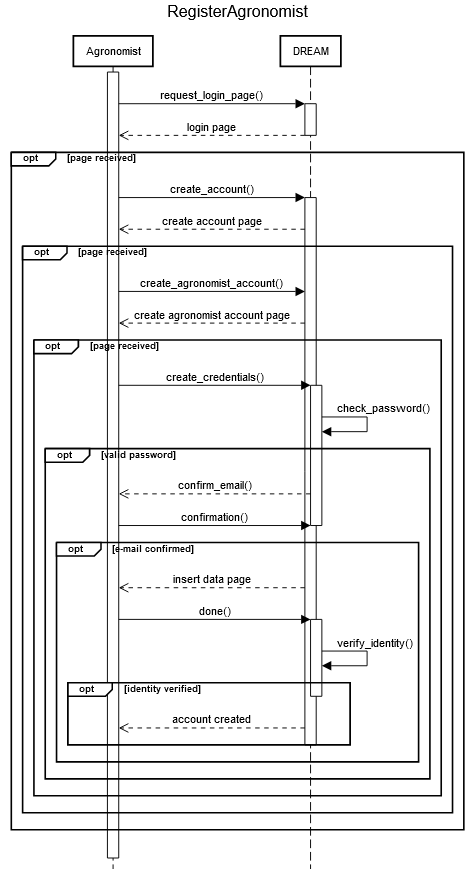 RegisterAgronomist
Agronomist DREAM
request_login_page()
login page
opt [page received]
create_account()
create account page
opt [page received]
create_agronomist_account()
create agronomist account page
opt [page received]
create_credentials()
check_password()
opt [valid password]
confirm_email()
confirmation()
opt [e-mail confirmed]
insert data page
done()
verify_identity()
opt [identity verified]
account created